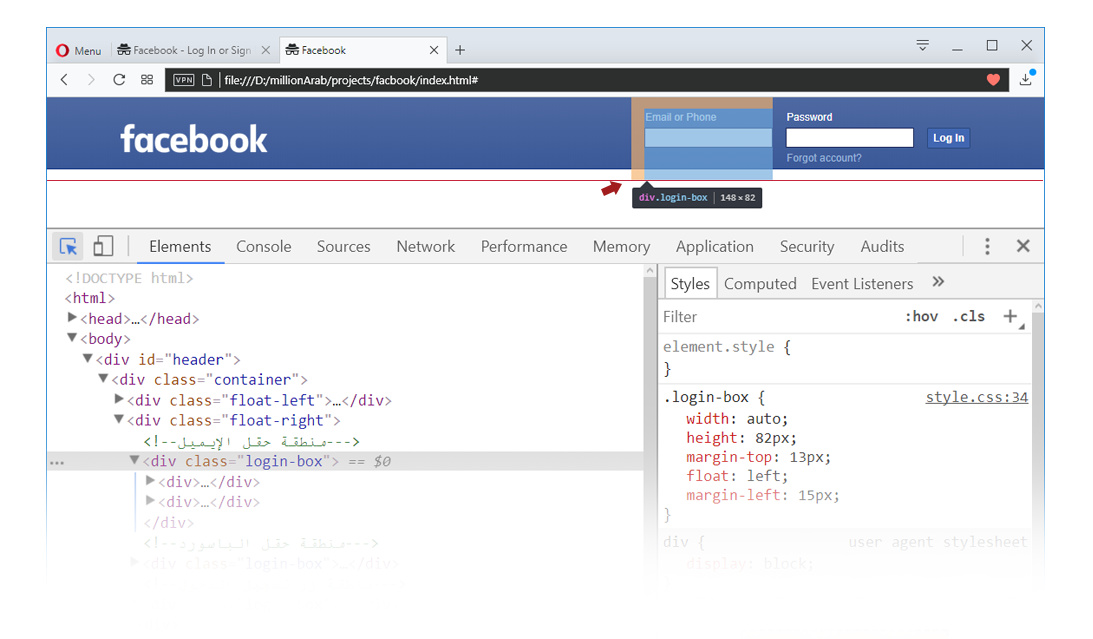 Menu
Facebook - Log In or Sign
Facebook
VPN
file:///D:/millionArab/projects/facbook/index.html#
facebook
Email or Phone
Password
Log In
Forgot account?
div.login-box | 148 × 82
Elements Console Sources Network Performance Memory Application Security Audits
<!DOCTYPE html>
<html>
<head>…</head>
<body>
<div id="header">
<div class="container">
<div class="float-left">…</div>
<div class="float-right">
<!--منطقة حقل الإيميل--->
<div class="login-box"> == $0
<div>…</div>
<div>…</div>
</div>
<!--منطقة حقل الباسورد--->
<div class="login-box">…</div>
Styles Computed Event Listeners »
Filter :hov .cls +
element.style {
}
.login-box { style.css:34
width: auto;
height: 82px;
margin-top: 13px;
float: left;
margin-left: 15px;
}
div { user agent stylesheet
display: block;